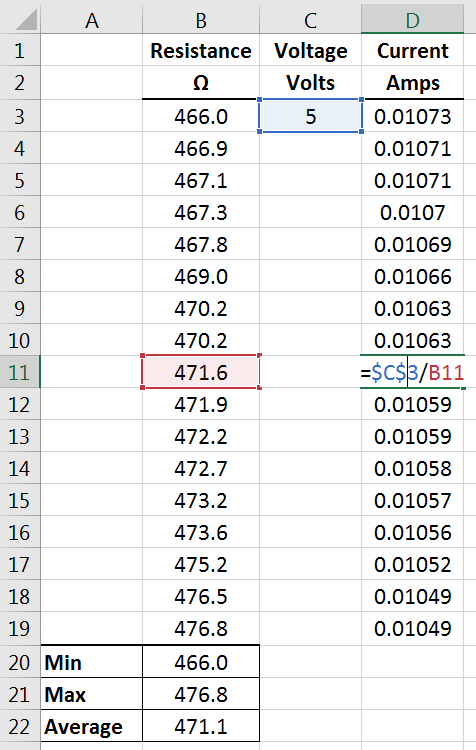 A B C D
1 Resistance Voltage Current
2 Ω Volts Amps
3 466.0 5 0.01073
4 466.9 0.01071
5 467.1 0.01071
6 467.3 0.0107
7 467.8 0.01069
8 469.0 0.01066
9 470.2 0.01063
10 470.2 0.01063
11 471.6 =$C$3/B11
12 471.9 0.01059
13 472.2 0.01059
14 472.7 0.01058
15 473.2 0.01057
16 473.6 0.01056
17 475.2 0.01052
18 476.5 0.01049
19 476.8 0.01049
20 Min 466.0
21 Max 476.8
22 Average 471.1